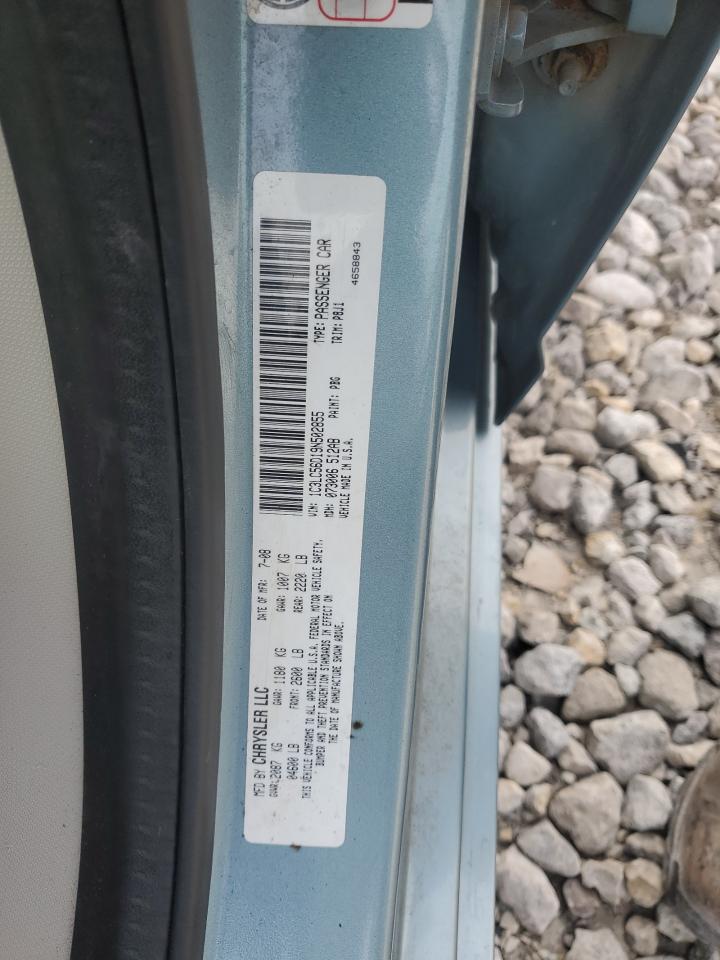 MFD BY CHRYSLER LLC DATE OF MFR: 7-08
GVWR: 2087 KG GAWR: 1180 KG GAWR: 1007 KG
04600 LB FRONT: 2600 LB REAR: 2220 LB
THIS VEHICLE CONFORMS TO ALL APPLICABLE U.S.A. FEDERAL MOTOR VEHICLE SAFETY,
BUMPER AND THEFT PREVENTION STANDARDS IN EFFECT ON
THE DATE OF MANUFACTURE SHOWN ABOVE.
VIN: 1C3LC56D19N502855 TYPE: PASSENGER CAR
MDH: 073006 512AB PAINT: PBG TRIM: P8J1
VEHICLE MADE IN U.S.A. 4658843